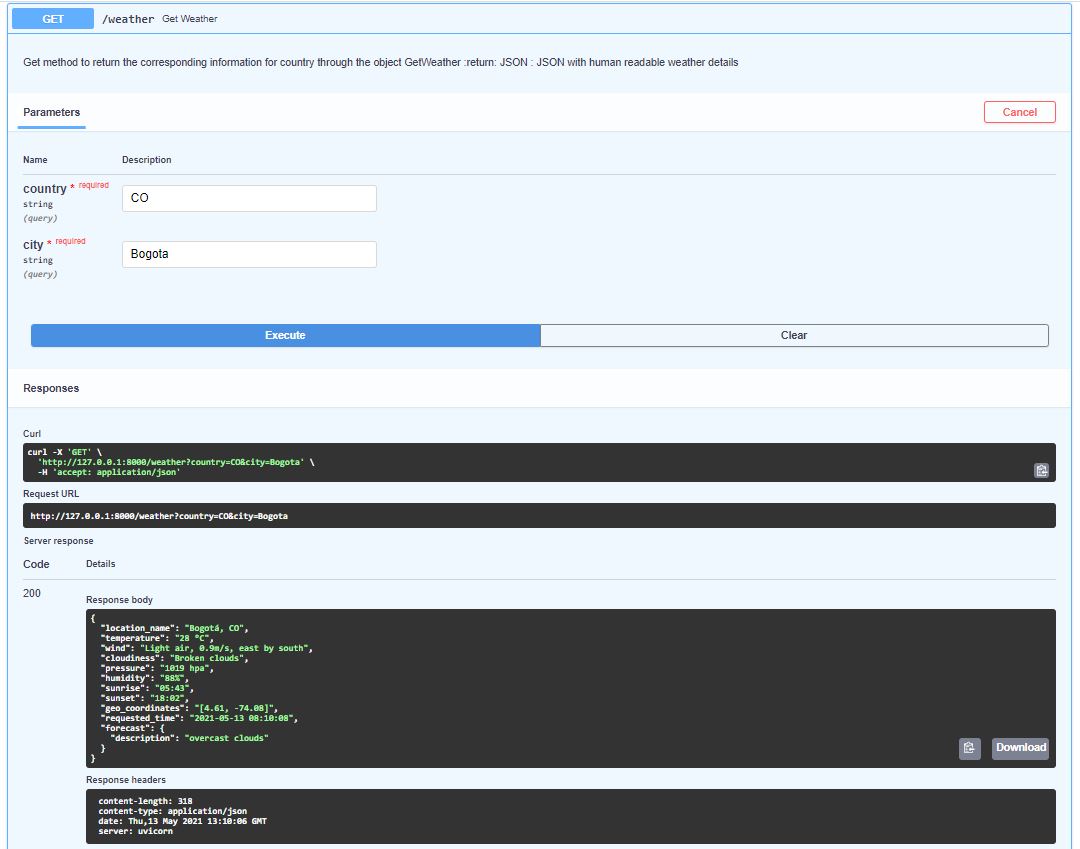 GET /weather Get Weather
Get method to return the corresponding information for country through the object GetWeather :return: JSON : JSON with human readable weather details
Parameters
Cancel
Name Description
country * required
string
(query)
CO
city * required
string
(query)
Bogota
Execute Clear
Responses
Curl
curl -X 'GET' \
  'http://127.0.0.1:8000/weather?country=CO&city=Bogota' \
  -H 'accept: application/json'
Request URL
http://127.0.0.1:8000/weather?country=CO&city=Bogota
Server response
Code Details
200
Response body
{
  "location_name": "Bogotá, CO",
  "temperature": "28 ºC",
  "wind": "Light air, 0.9m/s, east by south",
  "cloudiness": "Broken clouds",
  "pressure": "1019 hpa",
  "humidity": "88%",
  "sunrise": "05:43",
  "sunset": "18:02",
  "geo_coordinates": "[4.61, -74.08]",
  "requested_time": "2021-05-13 08:10:08",
  "forecast": {
    "description": "overcast clouds"
  }
}
Download
Response headers
content-length: 318
content-type: application/json
date: Thu,13 May 2021 13:10:06 GMT
server: uvicorn